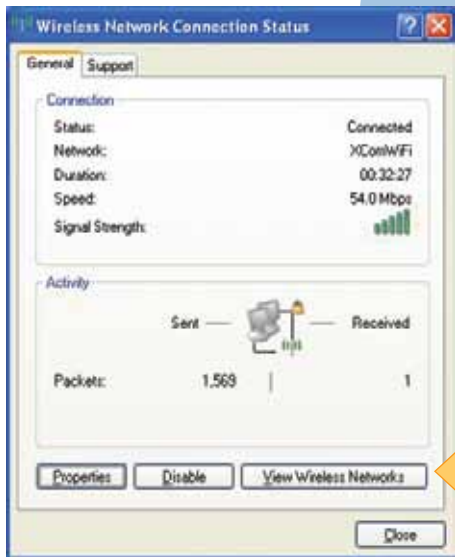 Wireless Network Connection Status
General Support
Connection
Status: Connected
Network: XComWiFi
Duration: 00:32:27
Speed: 54.0 Mbps
Signal Strength:
Activity
Sent — — Received
Packets: 1,569 | 1
Properties Disable View Wireless Networks
Close